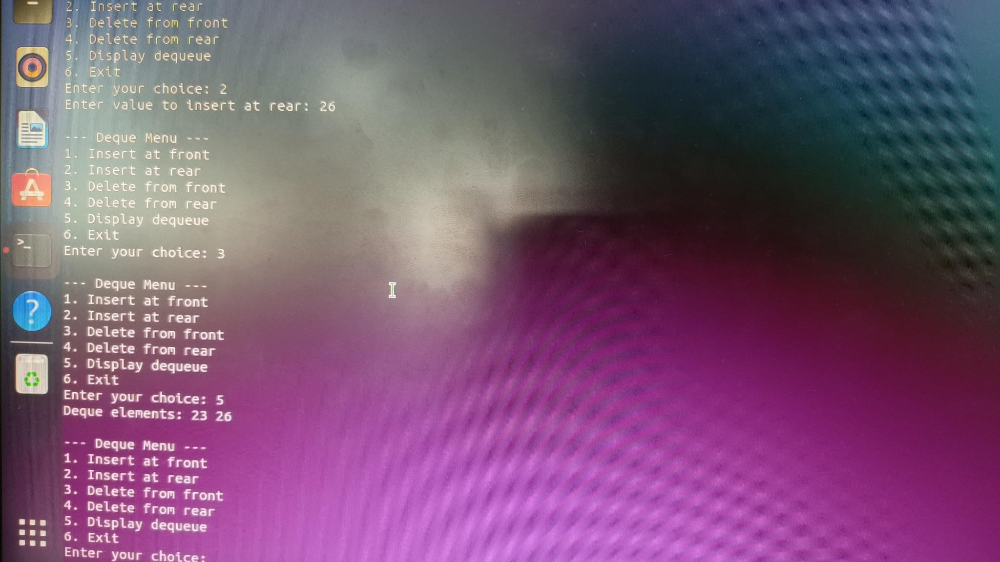 2. Insert at rear
3. Delete from front
4. Delete from rear
5. Display dequeue
6. Exit
Enter your choice: 2
Enter value to insert at rear: 26
--- Deque Menu ---
1. Insert at front
2. Insert at rear
3. Delete from front
4. Delete from rear
5. Display dequeue
6. Exit
Enter your choice: 3
--- Deque Menu ---
1. Insert at front
2. Insert at rear
3. Delete from front
4. Delete from rear
5. Display dequeue
6. Exit
Enter your choice: 5
Deque elements: 23 26
--- Deque Menu ---
1. Insert at front
2. Insert at rear
3. Delete from front
4. Delete from rear
5. Display dequeue
6. Exit
Enter your choice: